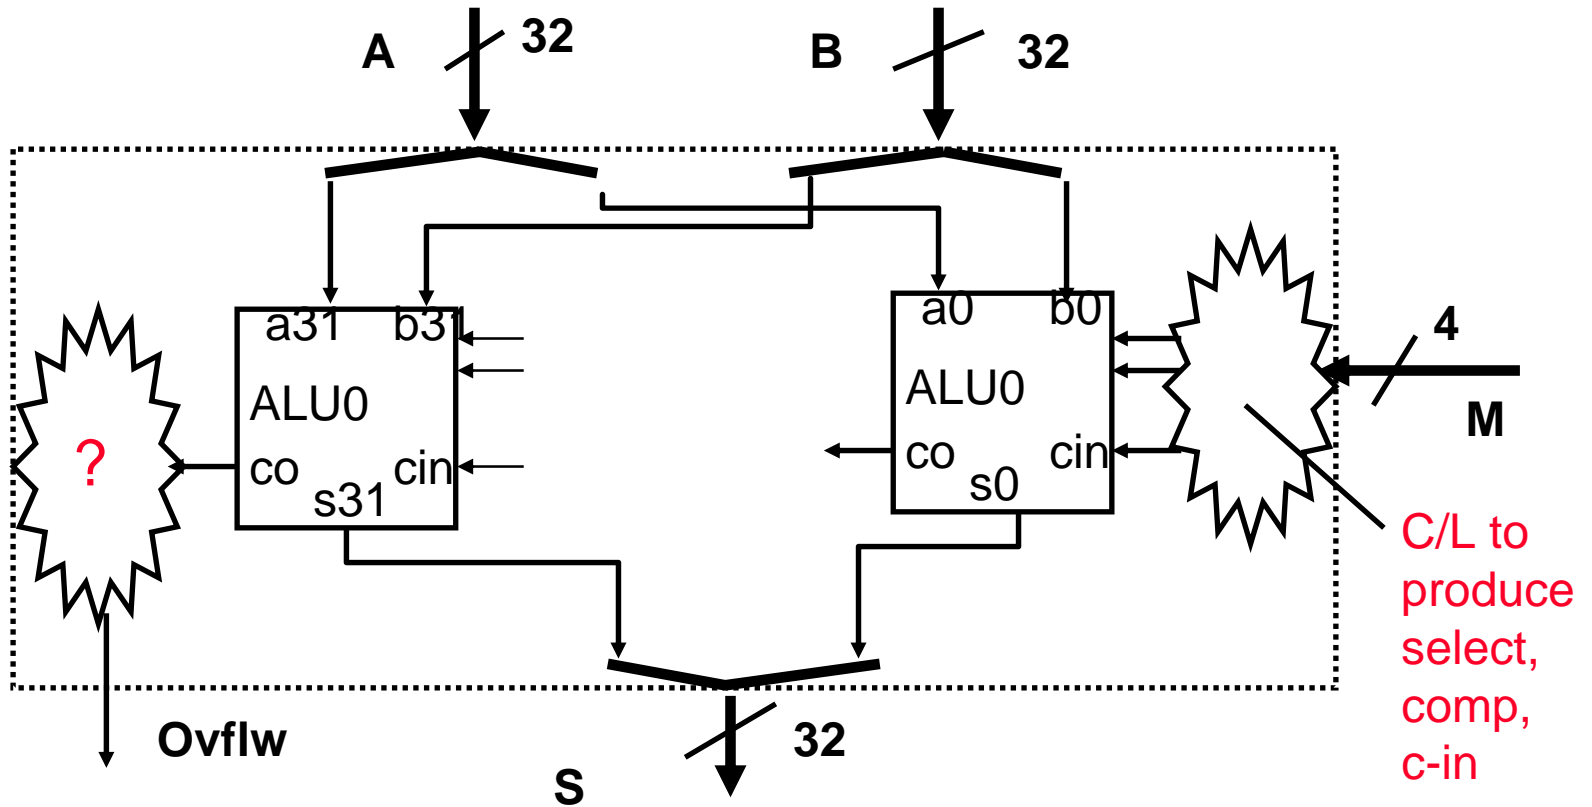 A
32
B
32
a31
b31
a0
b0
4
ALU0
ALU0
M
?
co
cin
co
cin
s31
s0
C/L to
produce
select,
comp,
c-in
Ovflw
32
S